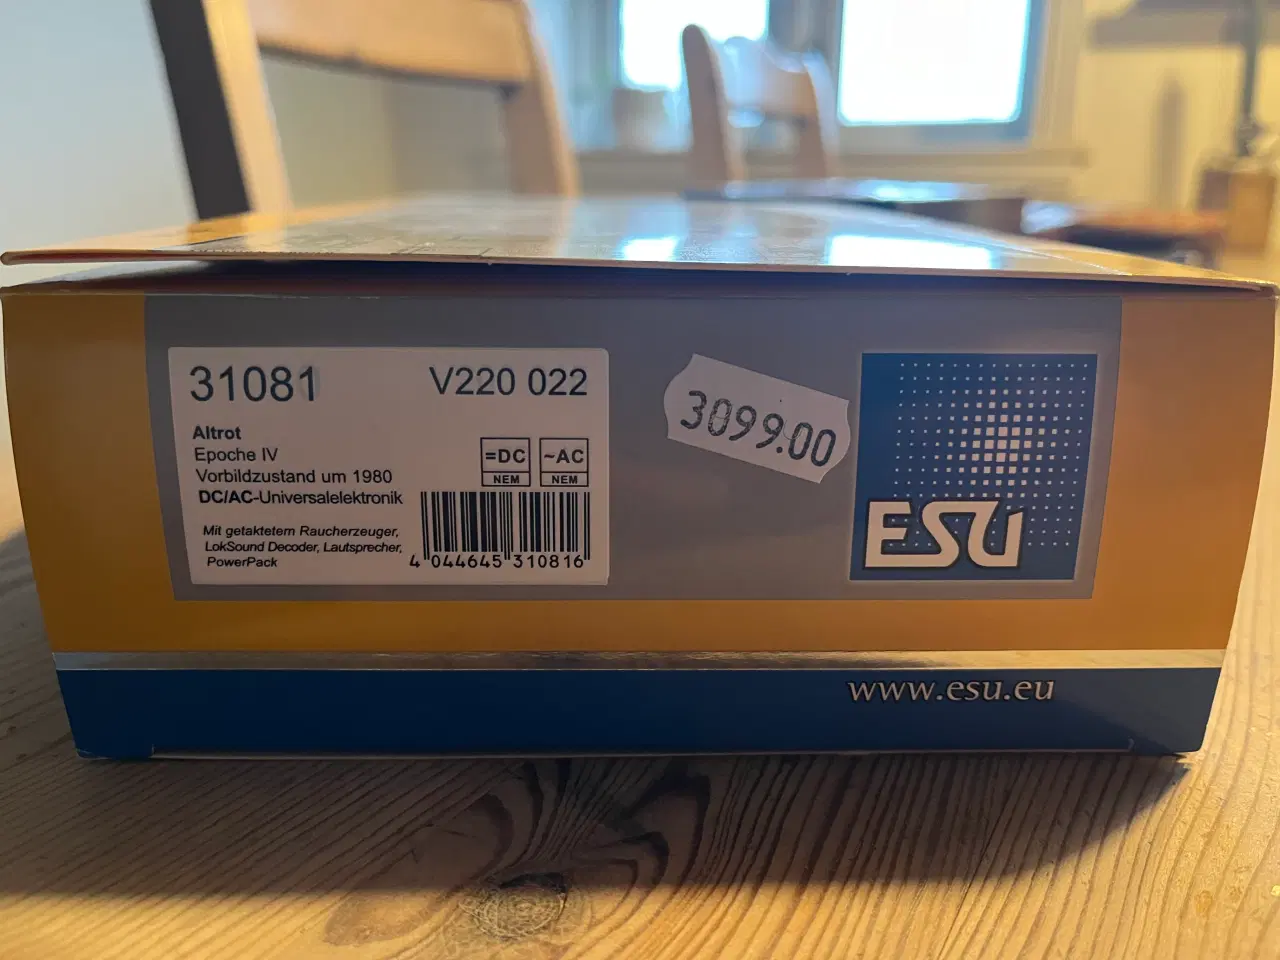 31081
V220 022
Altrot
Epoche IV
Vorbildzustand um 1980
DC/AC-Universalelektronik
Mit getaktetem Raucherzeuger,
LokSound Decoder, Lautsprecher,
PowerPack
=DC
NEM
~AC
NEM
4 044645 310816
3099.00
ESU
www.esu.eu